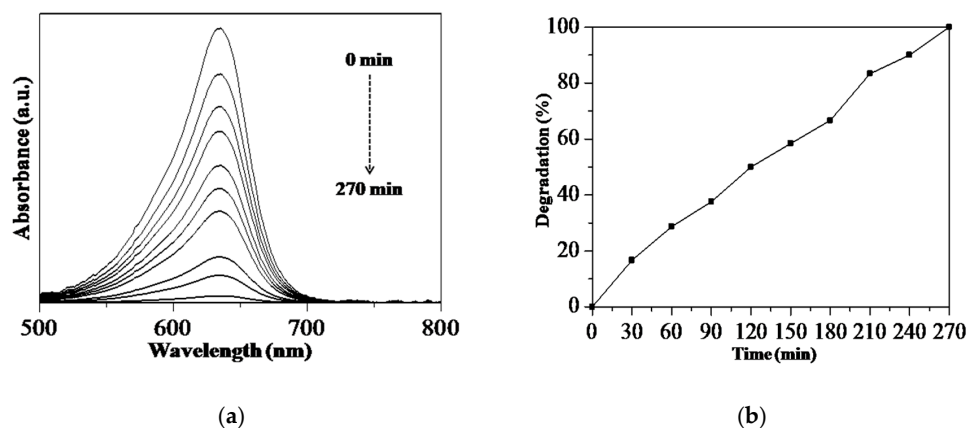 Absorbance (a.u.)
0 min
270 min
500 600 700 800
Wavelength (nm)
(a)
Degradation (%)
100
80
60
40
20
0
0 30 60 90 120 150 180 210 240 270
Time (min)
(b)